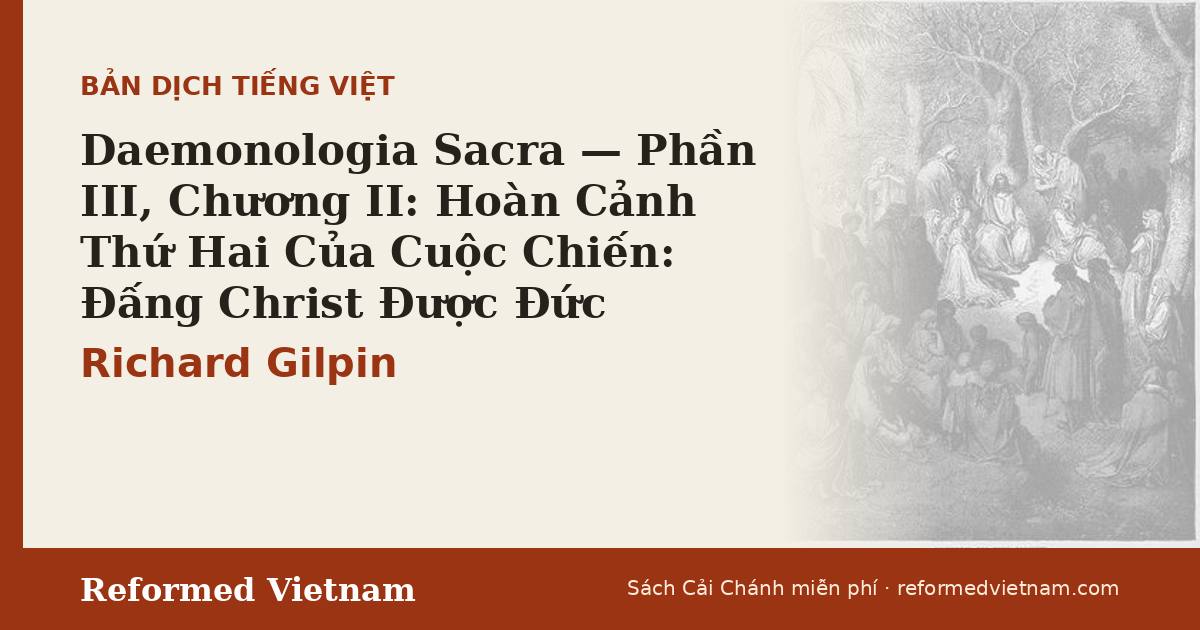 BẢN DỊCH TIẾNG VIỆT
Daemonologia Sacra — Phần
III, Chương II: Hoàn Cảnh
Thứ Hai Của Cuộc Chiến:
Đấng Christ Được Đức
Richard Gilpin
Reformed Vietnam
Sách Cải Chánh miễn phí · reformedvietnam.com